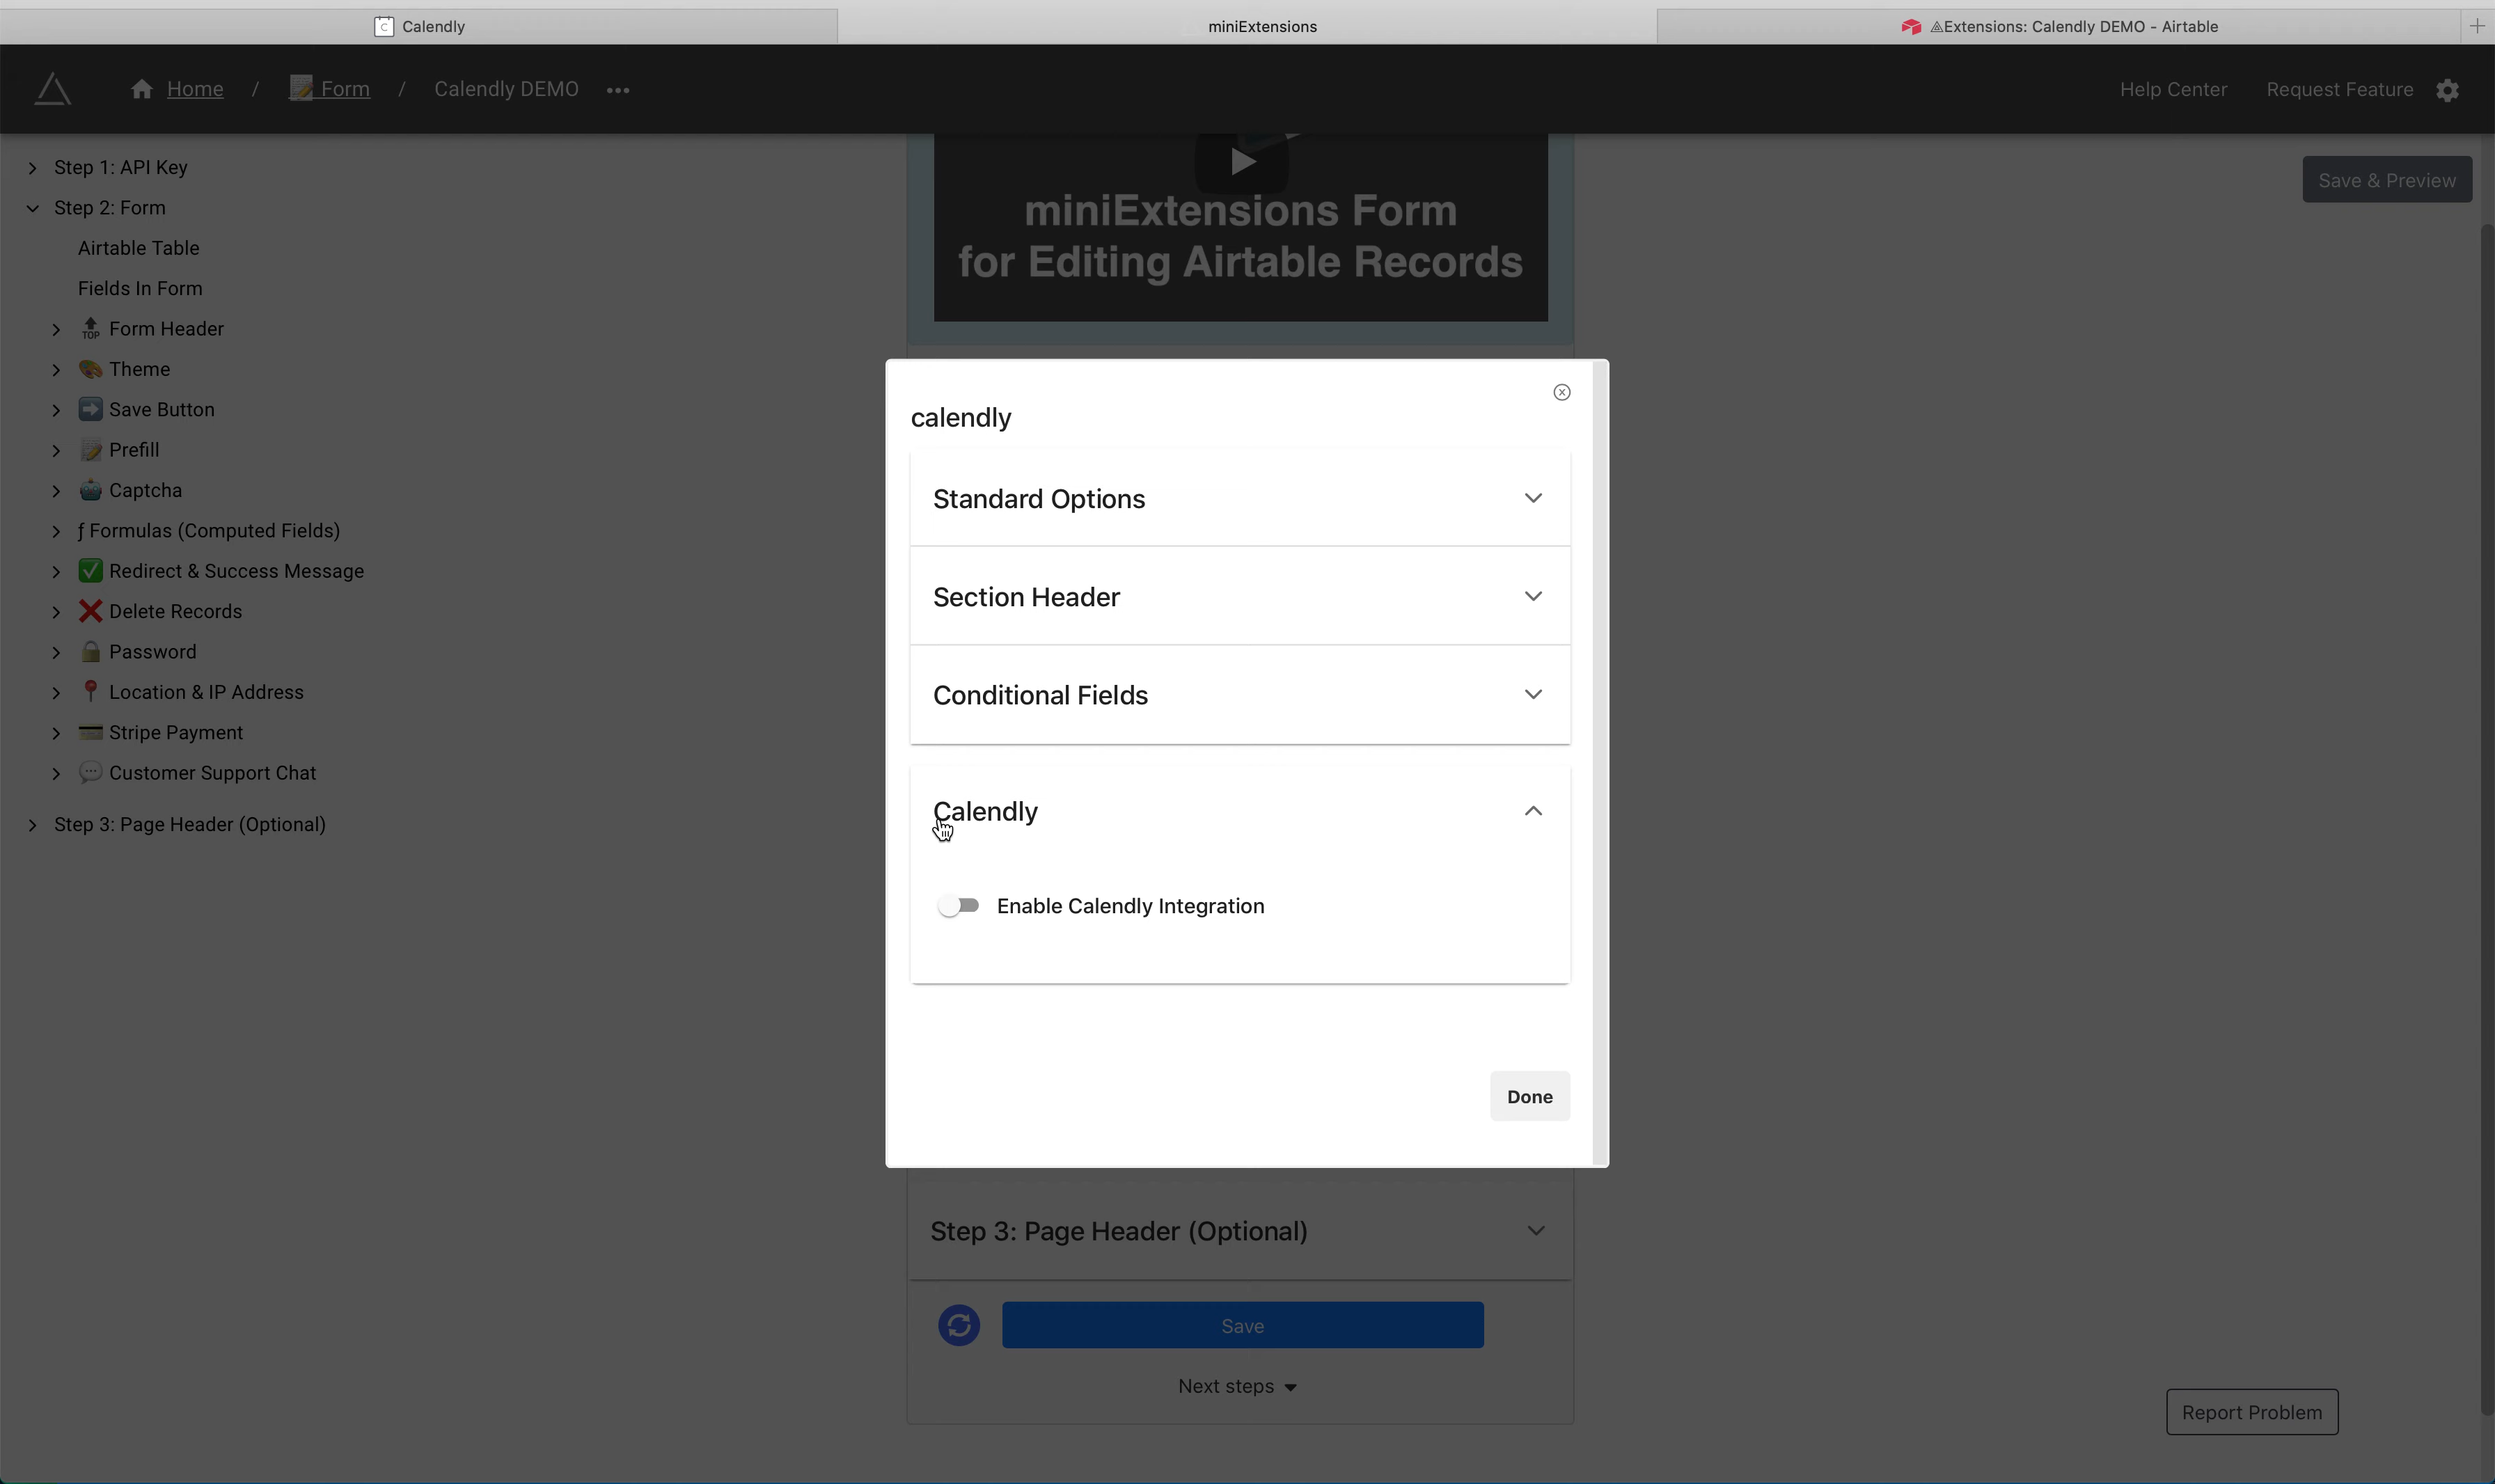 Calendly
miniExtensions
⨺Extensions: Calendly DEMO - Airtable
Home / Form / Calendly DEMO •••
Help Center
Request Feature
Step 1: API Key
Step 2: Form
Airtable Table
Fields In Form
TOP Form Header
Theme
Save Button
Prefill
Captcha
ƒ Formulas (Computed Fields)
Redirect & Success Message
Delete Records
Password
Location & IP Address
Stripe Payment
Customer Support Chat
Step 3: Page Header (Optional)
Save & Preview
miniExtensions Form
for Editing Airtable Records
calendly
Standard Options
Section Header
Conditional Fields
Calendly
Enable Calendly Integration
Done
Step 3: Page Header (Optional)
Save
Next steps
Report Problem